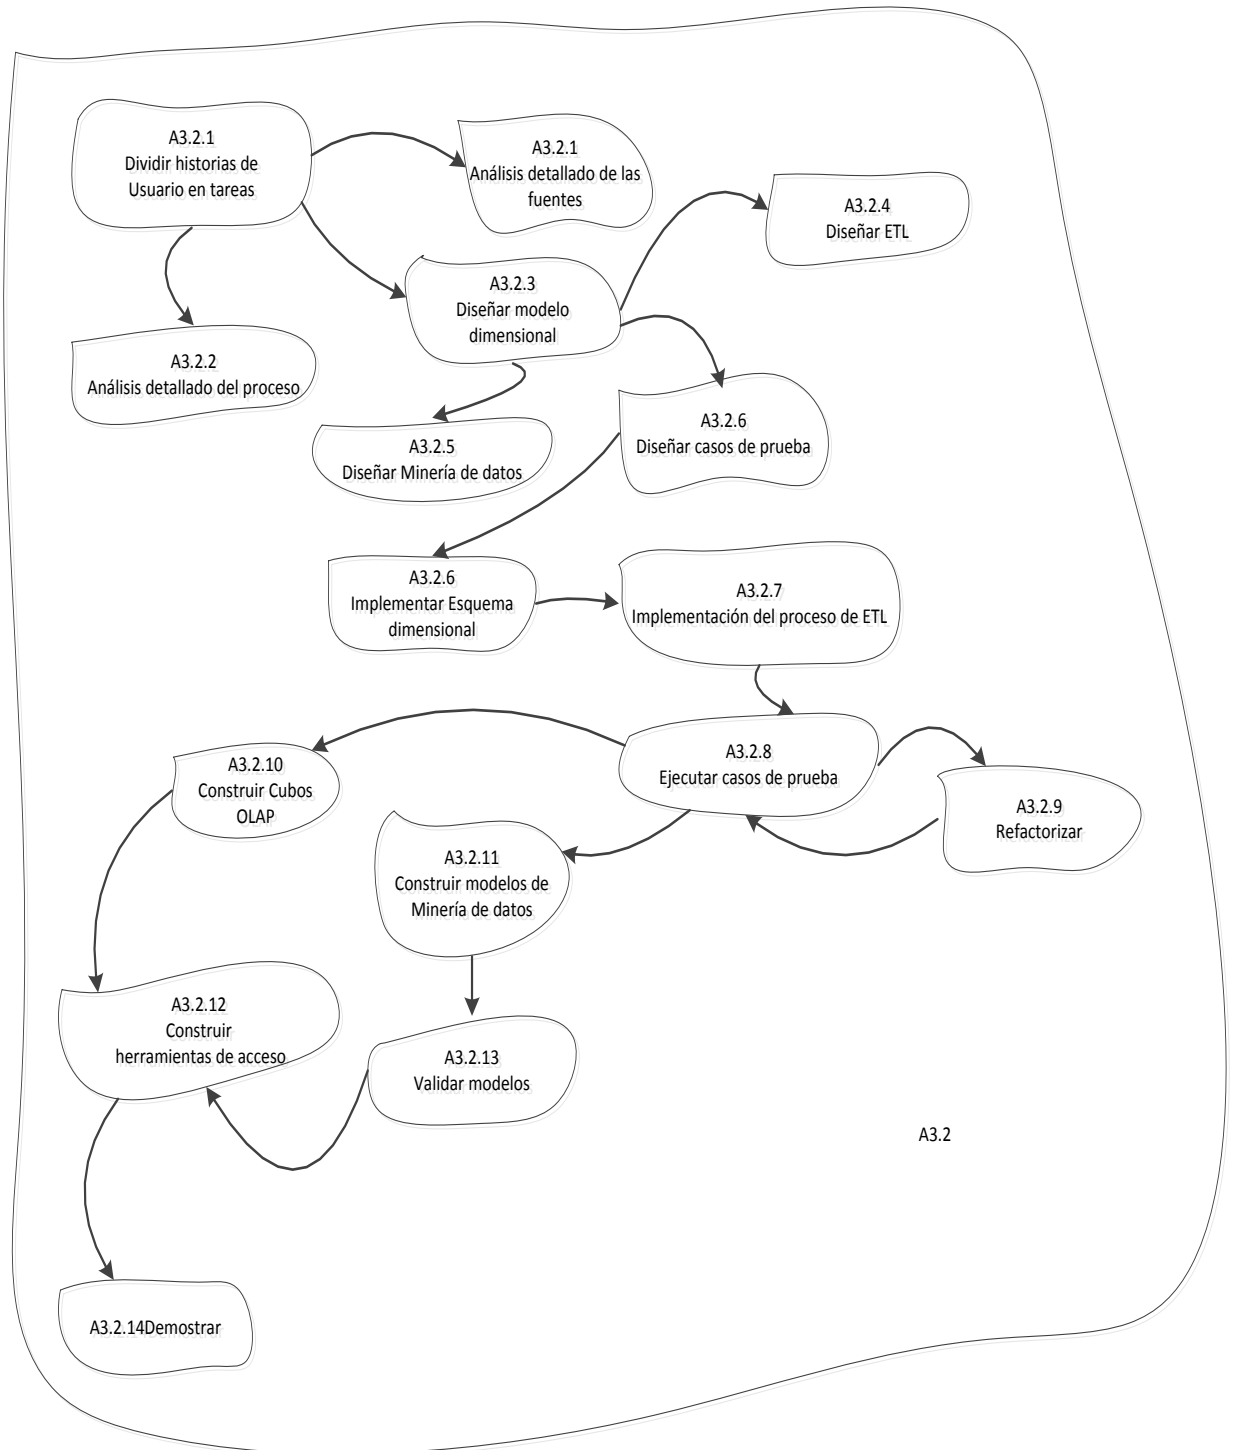 A3.2.1
Dividir historias de
Usuario en tareas
A3.2.1
Análisis detallado de las
fuentes
A3.2.4
Diseñar ETL
A3.2.3
Diseñar modelo
dimensional
A3.2.2
Análisis detallado del proceso
A3.2.6
Diseñar casos de prueba
A3.2.5
Diseñar Minería de datos
A3.2.6
Implementar Esquema
dimensional
A3.2.7
Implementación del proceso de ETL
A3.2.8
Ejecutar casos de prueba
A3.2.10
Construir Cubos
OLAP
A3.2.9
Refactorizar
A3.2.11
Construir modelos de
Minería de datos
A3.2.12
Construir
herramientas de acceso
A3.2.13
Validar modelos
A3.2
A3.2.14Demostrar